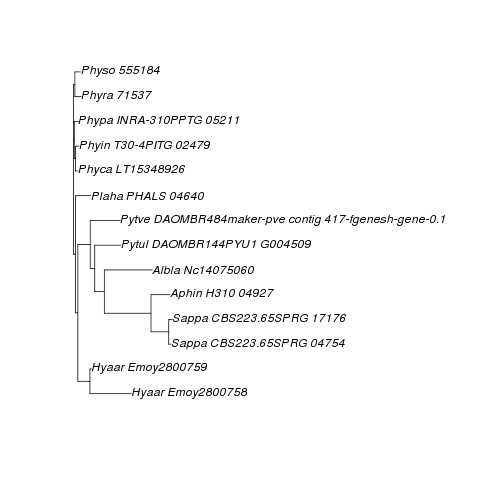 Physo 555184
Phyra 71537
Phypa INRA-310PPTG 05211
Phyin T30-4PITG 02479
Phyca LT15348926
Plaha PHALS 04640
Pytve DAOMBR484maker-pve contig 417-fgenesh-gene-0.1
Pytul DAOMBR144PYU1 G004509
Albla Nc14075060
Aphin H310 04927
Sappa CBS223.65SPRG 17176
Sappa CBS223.65SPRG 04754
Hyaar Emoy2800759
Hyaar Emoy2800758